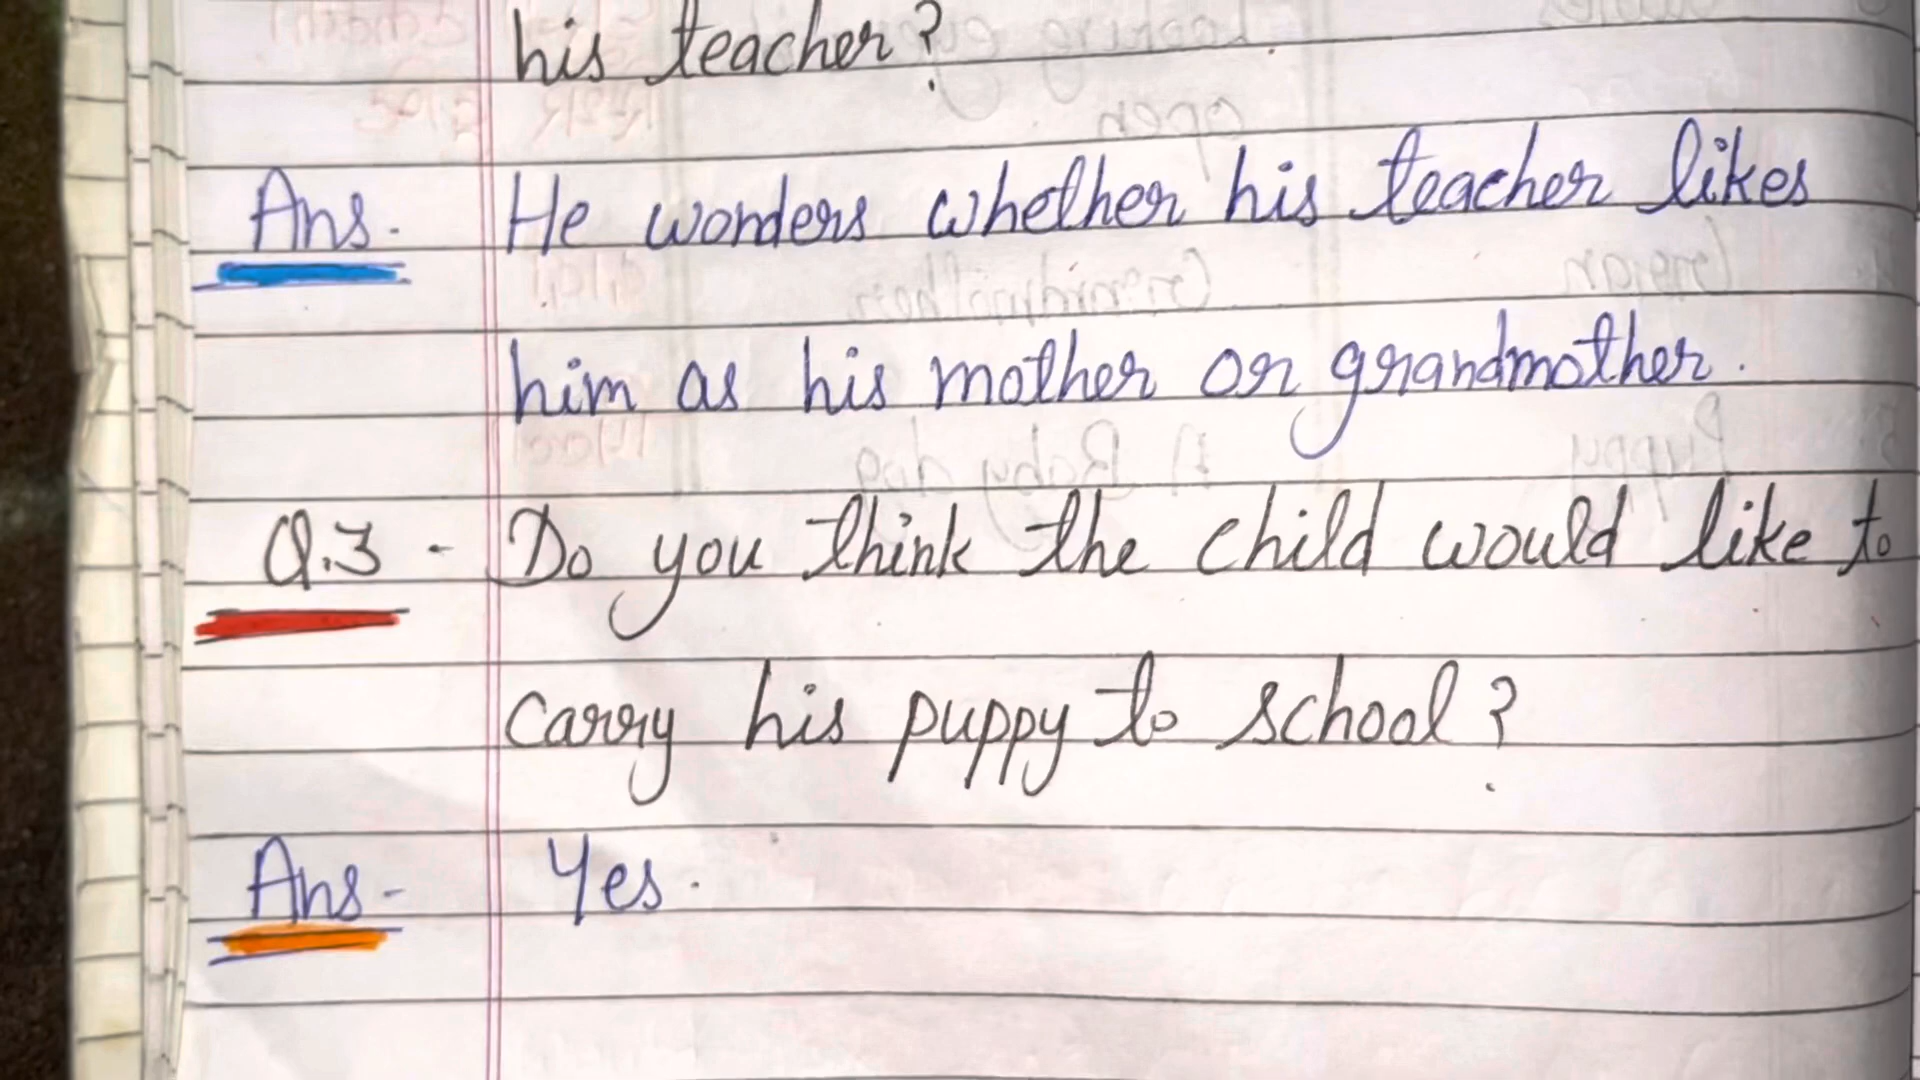 his teacher?
Ans. He wonders whether his teacher likes
him as his mother or grandmother.
Q.3 - Do you think the child would like to
carry his puppy to school?
Ans - Yes.